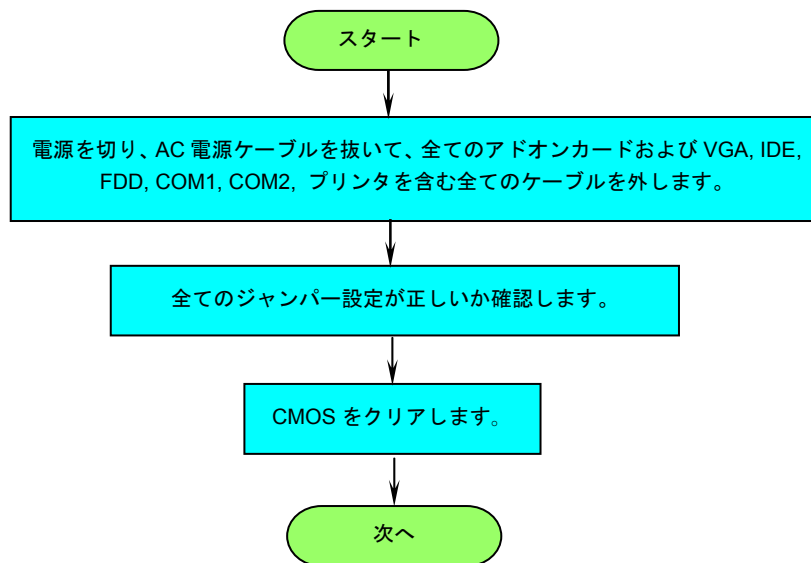 スタート
電源を切り、AC 電源ケーブルを抜いて、全てのアドオンカードおよび VGA, IDE,
FDD, COM1, COM2, プリンタを含む全てのケーブルを外します。
全てのジャンパー設定が正しいか確認します。
CMOS をクリアします。
次へ